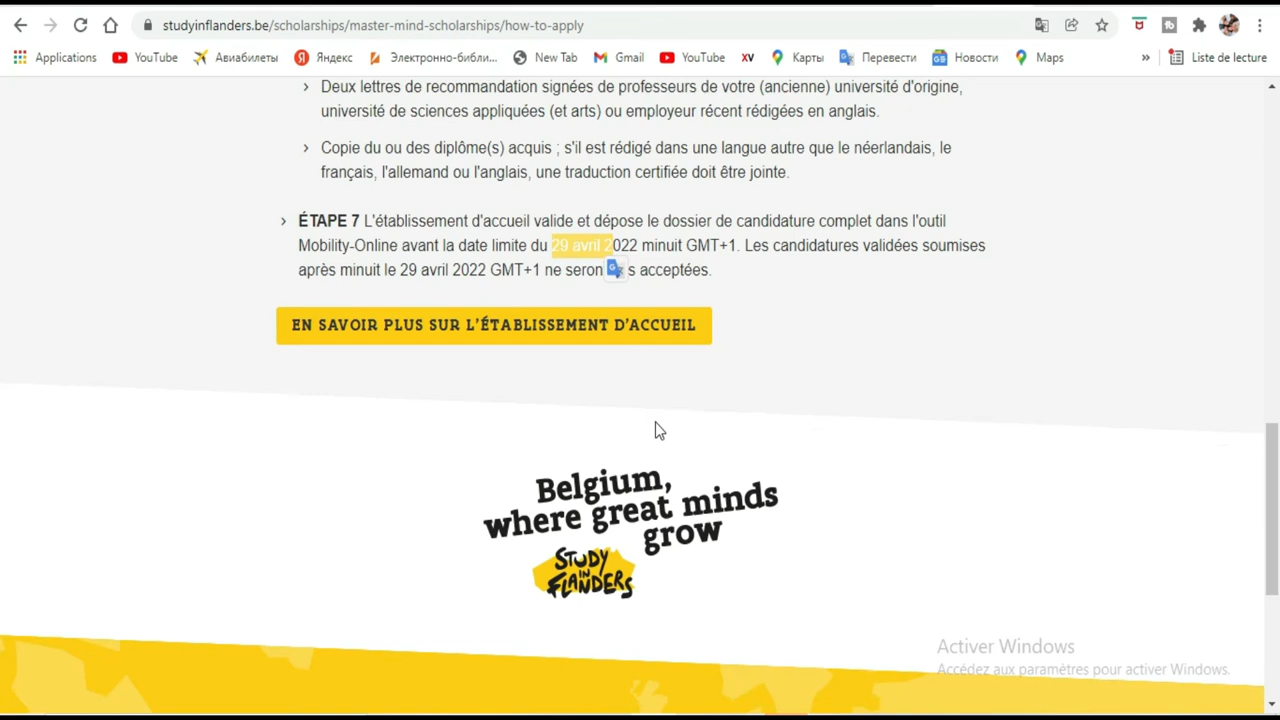 studyinflanders.be/scholarships/master-mind-scholarships/how-to-apply
Applications YouTube Авиабилеты Яндекс Электронно-библи... New Tab Gmail YouTube XV Карты Перевести Новости Maps » Liste de lecture
› Deux lettres de recommandation signées de professeurs de votre (ancienne) université d'origine,
université de sciences appliquées (et arts) ou employeur récent rédigées en anglais.
› Copie du ou des diplôme(s) acquis ; s'il est rédigé dans une langue autre que le néerlandais, le
français, l'allemand ou l'anglais, une traduction certifiée doit être jointe.
› ÉTAPE 7 L'établissement d'accueil valide et dépose le dossier de candidature complet dans l'outil
Mobility-Online avant la date limite du 29 avril 2022 minuit GMT+1. Les candidatures validées soumises
après minuit le 29 avril 2022 GMT+1 ne seron s acceptées.
EN SAVOIR PLUS SUR L'ÉTABLISSEMENT D'ACCUEIL
Belgium,
where great minds
grow
STUDY
IN
FLANDERS
Activer Windows
Accédez aux paramètres pour activer Windows.